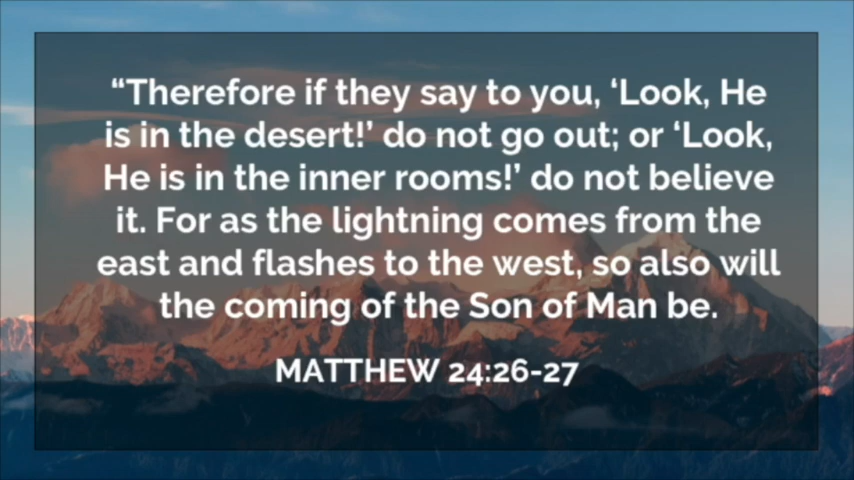 “Therefore if they say to you, ‘Look, He
is in the desert!’ do not go out; or ‘Look,
He is in the inner rooms!’ do not believe
it. For as the lightning comes from the
east and flashes to the west, so also will
the coming of the Son of Man be.
MATTHEW 24:26-27